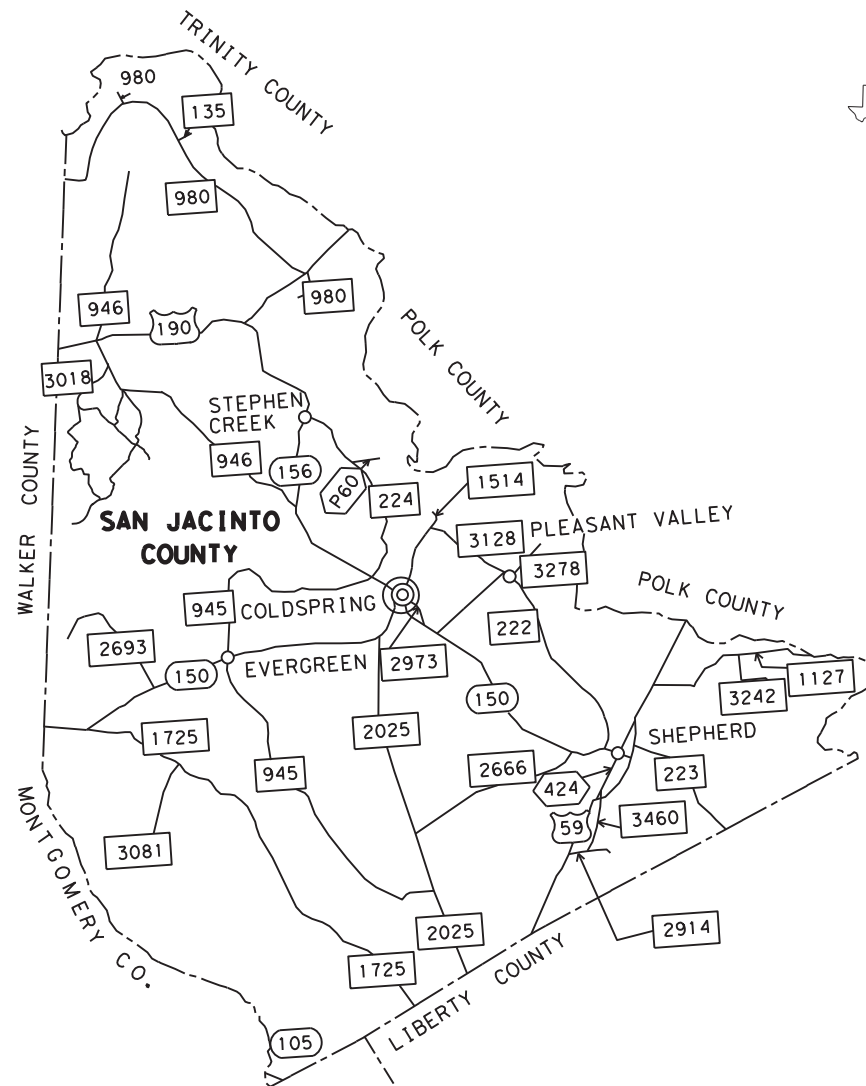 TRINITY COUNTY
980
135
980
980
946
190
3018
POLK COUNTY
STEPHEN
CREEK
946
156
P60
224
1514
WALKER COUNTY
SAN JACINTO
COUNTY
PLEASANT VALLEY
3128
3278
945
COLDSPRING
POLK COUNTY
222
2693
EVERGREEN
2973
150
150
3242
1127
1725
2025
SHEPHERD
945
2666
424
223
MONTGOMERY CO.
3081
59
3460
2025
2914
1725
LIBERTY COUNTY
105